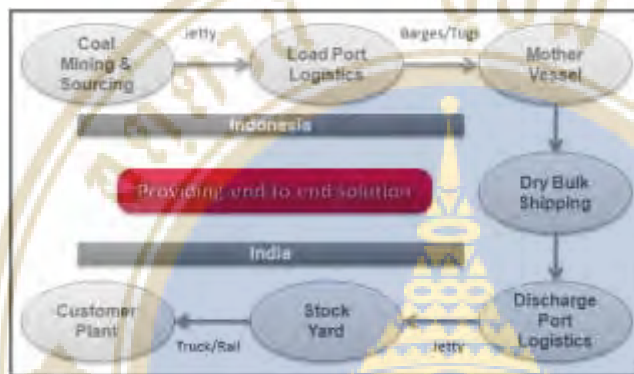 Coal
Mining &
Sourcing
Jetty
Load Port
Logistics
Barges/Tugs
Mother
Vessel
Indonesia
Providing end to end solution
Dry Bulk
Shipping
India
Customer
Plant
Truck/Rail
Stock
Yard
Jetty
Discharge
Port
Logistics